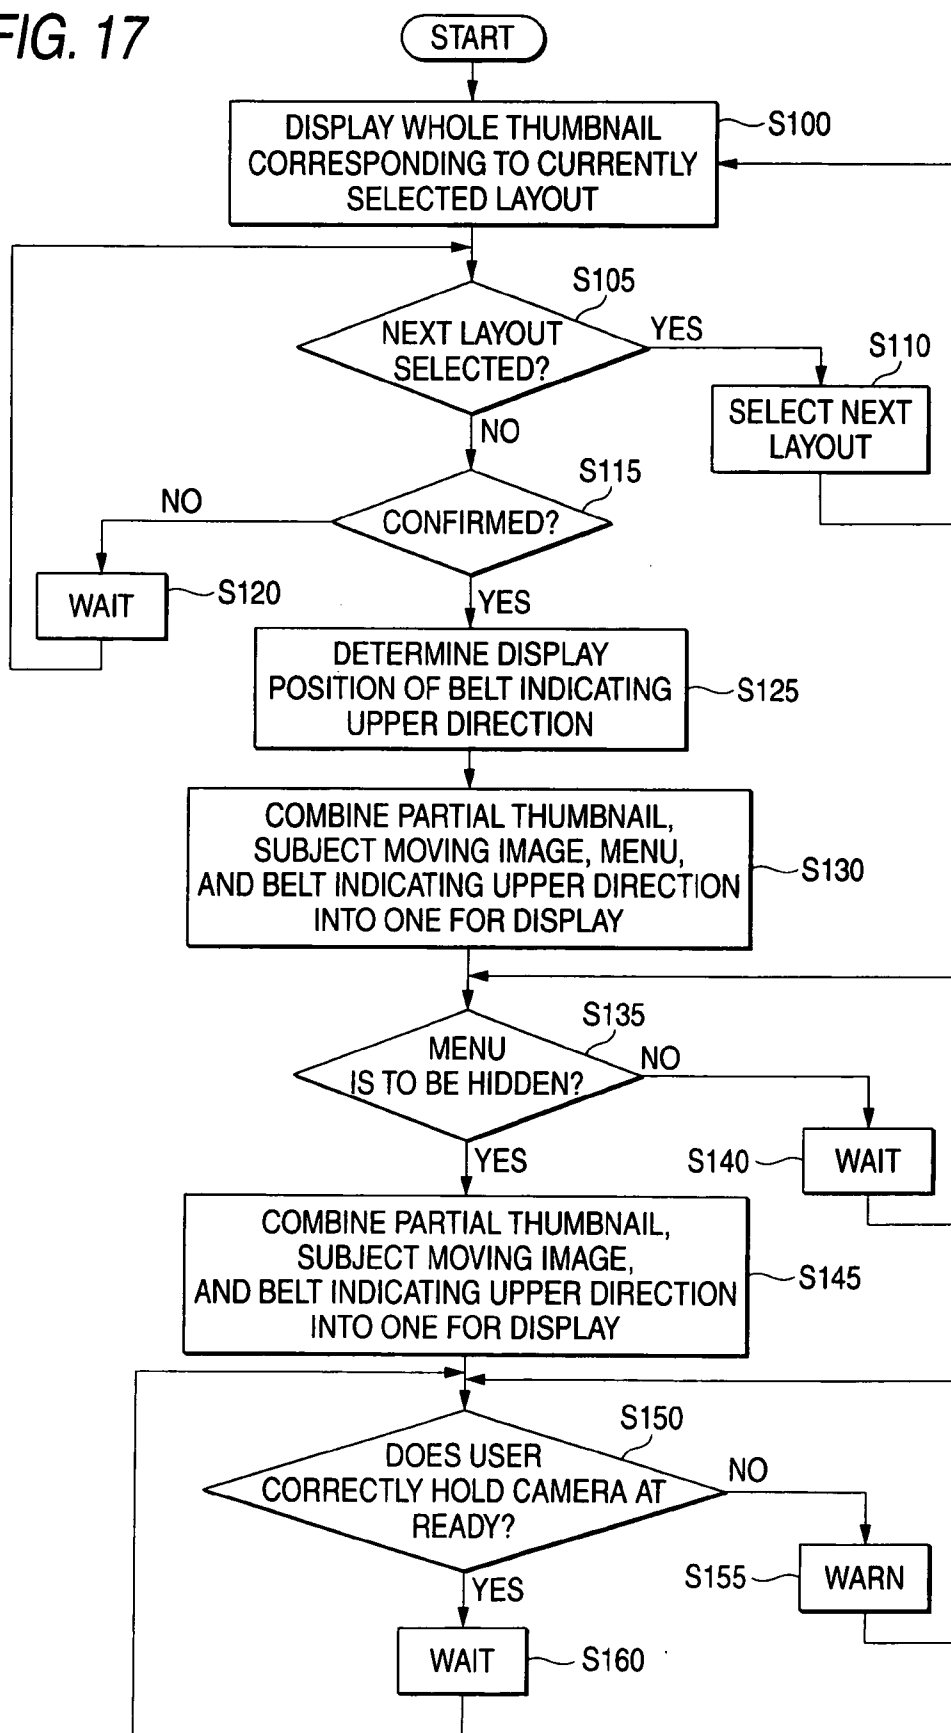 FIG. 17
START
DISPLAY WHOLE THUMBNAIL
CORRESPONDING TO CURRENTLY
SELECTED LAYOUT
S100
S105
NEXT LAYOUT
SELECTED?
YES
S110
SELECT NEXT
LAYOUT
NO
S115
CONFIRMED?
NO
WAIT
S120
YES
DETERMINE DISPLAY
POSITION OF BELT INDICATING
UPPER DIRECTION
S125
COMBINE PARTIAL THUMBNAIL,
SUBJECT MOVING IMAGE, MENU,
AND BELT INDICATING UPPER DIRECTION
INTO ONE FOR DISPLAY
S130
S135
MENU
IS TO BE HIDDEN?
NO
S140
WAIT
YES
COMBINE PARTIAL THUMBNAIL,
SUBJECT MOVING IMAGE,
AND BELT INDICATING UPPER DIRECTION
INTO ONE FOR DISPLAY
S145
S150
DOES USER
CORRECTLY HOLD CAMERA AT
READY?
NO
S155
WARN
YES
WAIT
S160